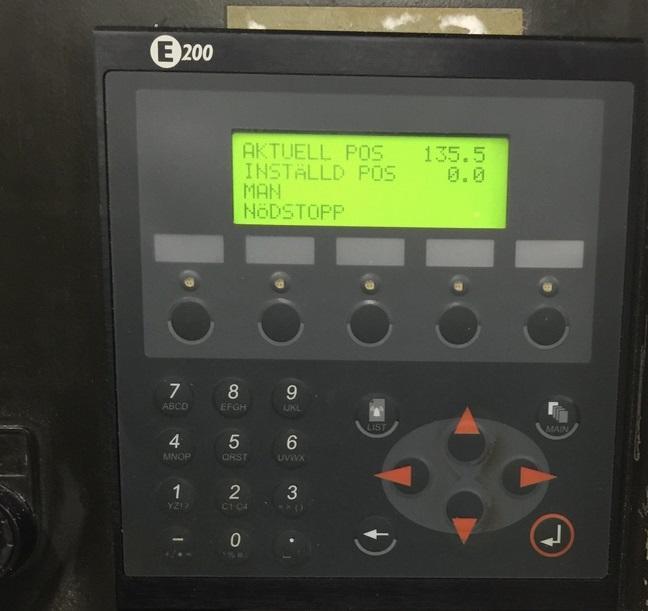 E200
AKTUELL POS 135.5
INSTÄLLD POS 0.0
MAN
NöDSTOPP
7 8 9
ABCD EFGH IJKL
LIST MAIN
4 5 6
MNOP QRST UVWX
1 2 3
YZ!?
- 0 .